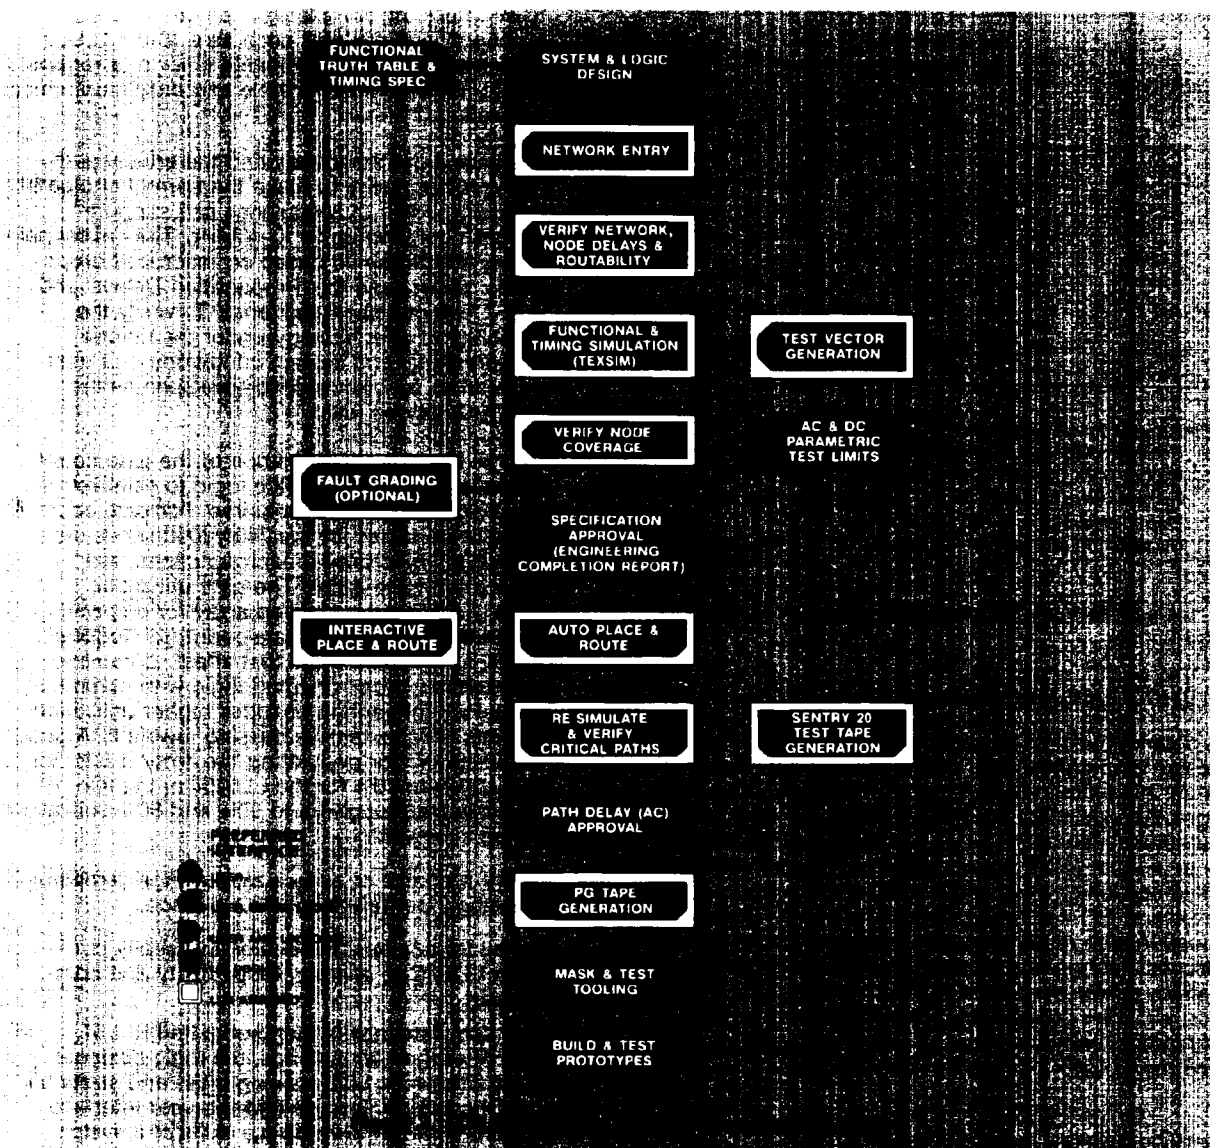 FUNCTIONAL
TRUTH TABLE &
TIMING SPEC
SYSTEM & LOGIC
DESIGN
NETWORK ENTRY
VERIFY NETWORK,
NODE DELAYS &
ROUTABILITY
FUNCTIONAL &
TIMING SIMULATION
(TEXSIM)
TEST VECTOR
GENERATION
VERIFY NODE
COVERAGE
AC & DC
PARAMETRIC
TEST LIMITS
FAULT GRADING
(OPTIONAL)
SPECIFICATION
APPROVAL
(ENGINEERING
COMPLETION REPORT)
INTERACTIVE
PLACE & ROUTE
AUTO PLACE &
ROUTE
RE SIMULATE
& VERIFY
CRITICAL PATHS
SENTRY 20
TEST TAPE
GENERATION
PATH DELAY (AC)
APPROVAL
PG TAPE
GENERATION
MASK & TEST
TOOLING
BUILD & TEST
PROTOTYPES